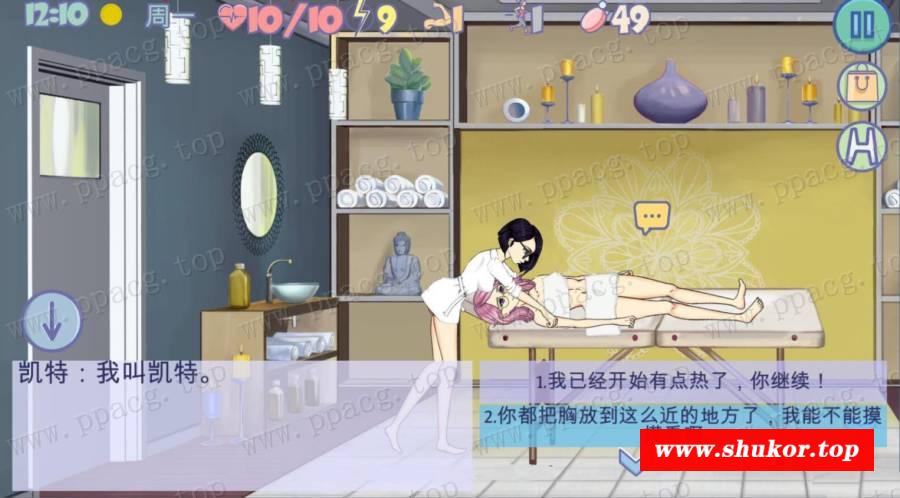 12:10 周一 10/10 9 1 1 49
凯特：我叫凯特。
1.我已经开始有点热了，你继续！
2.你都把胸放到这么近的地方了，我能不能摸
www.shukor.top
www.ppacg.top